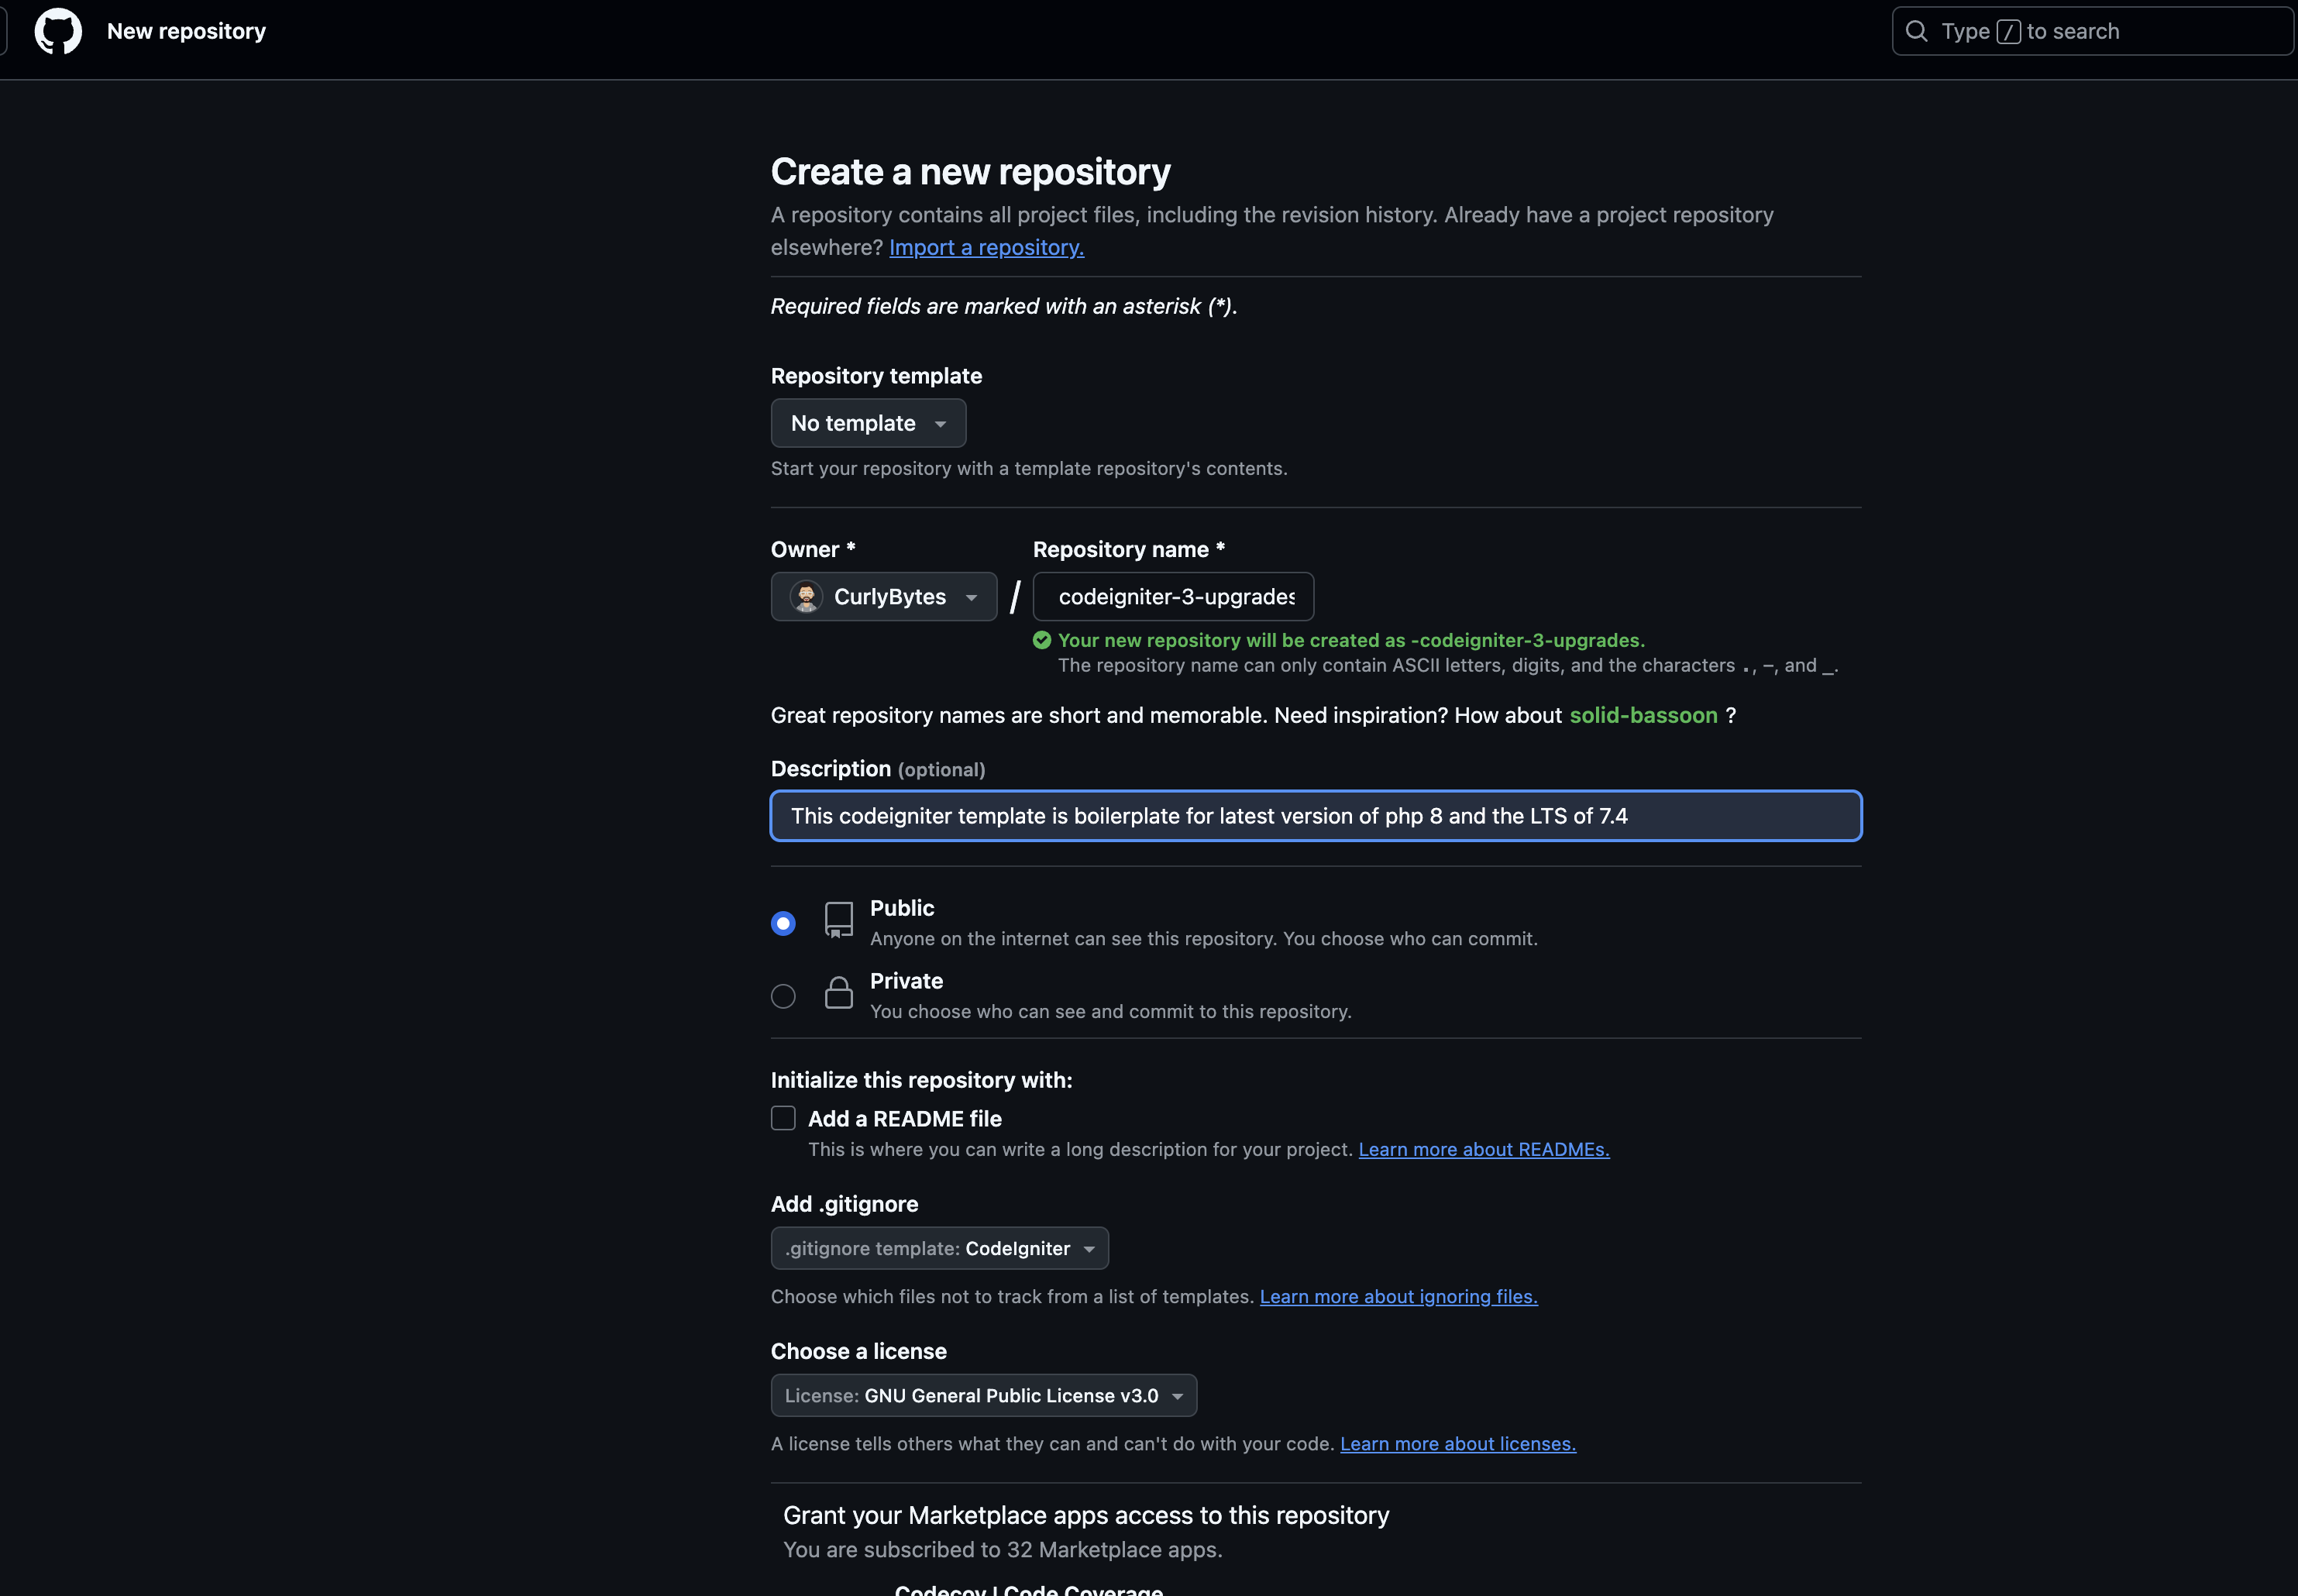 New repository
Type / to search
Create a new repository
A repository contains all project files, including the revision history. Already have a project repository
elsewhere? Import a repository.
Required fields are marked with an asterisk (*).
Repository template
No template
Start your repository with a template repository's contents.
Owner *
Repository name *
CurlyBytes
/
codeigniter-3-upgrades
Your new repository will be created as -codeigniter-3-upgrades.
The repository name can only contain ASCII letters, digits, and the characters ., -, and _.
Great repository names are short and memorable. Need inspiration? How about solid-bassoon ?
Description (optional)
This codeigniter template is boilerplate for latest version of php 8 and the LTS of 7.4
Public
Anyone on the internet can see this repository. You choose who can commit.
Private
You choose who can see and commit to this repository.
Initialize this repository with:
Add a README file
This is where you can write a long description for your project. Learn more about READMEs.
Add .gitignore
.gitignore template: CodeIgniter
Choose which files not to track from a list of templates. Learn more about ignoring files.
Choose a license
License: GNU General Public License v3.0
A license tells others what they can and can't do with your code. Learn more about licenses.
Grant your Marketplace apps access to this repository
You are subscribed to 32 Marketplace apps.
Codecov | Code Coverage